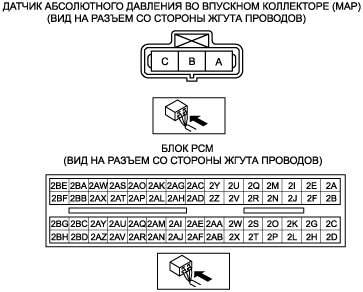 ДАТЧИК АБСОЛЮТНОГО ДАВЛЕНИЯ ВО ВПУСКНОМ КОЛЛЕКТОРЕ (MAP)
(ВИД НА РАЗЪЕМ СО СТОРОНЫ ЖГУТА ПРОВОДОВ)
C B A
БЛОК PCM
(ВИД НА РАЗЪЕМ СО СТОРОНЫ ЖГУТА ПРОВОДОВ)
2BE 2BA 2AW 2AS 2AO 2AK 2AG 2AC 2Y 2U 2Q 2M 2I 2E 2A
2BF 2BB 2AX 2AT 2AP 2AL 2AH 2AD 2Z 2V 2R 2N 2J 2F 2B
2BG 2BC 2AY 2AU 2AQ 2AM 2AI 2AE 2AA 2W 2S 2O 2K 2G 2C
2BH 2BD 2AZ 2AV 2AR 2AN 2AJ 2AF 2AB 2X 2T 2P 2L 2H 2D